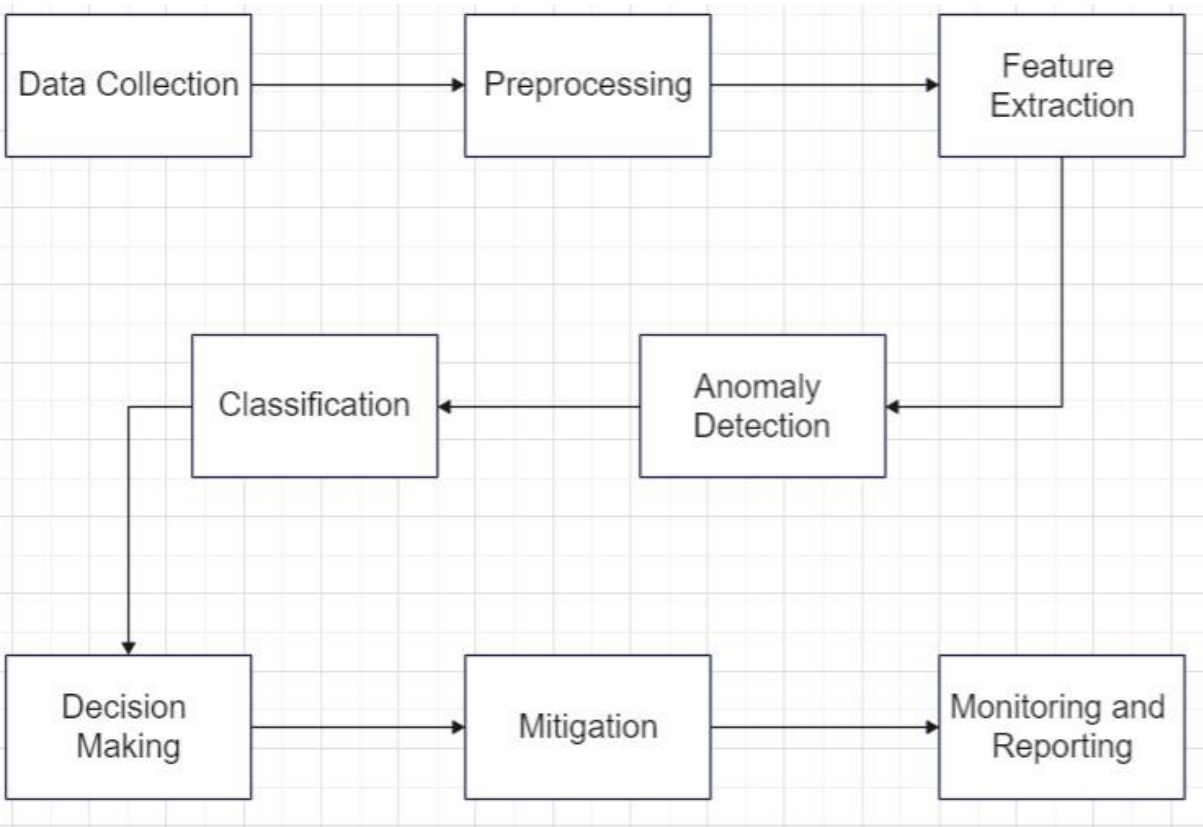 Data Collection
Preprocessing
Feature
Extraction
Classification
Anomaly
Detection
Decision
Making
Mitigation
Monitoring and
Reporting